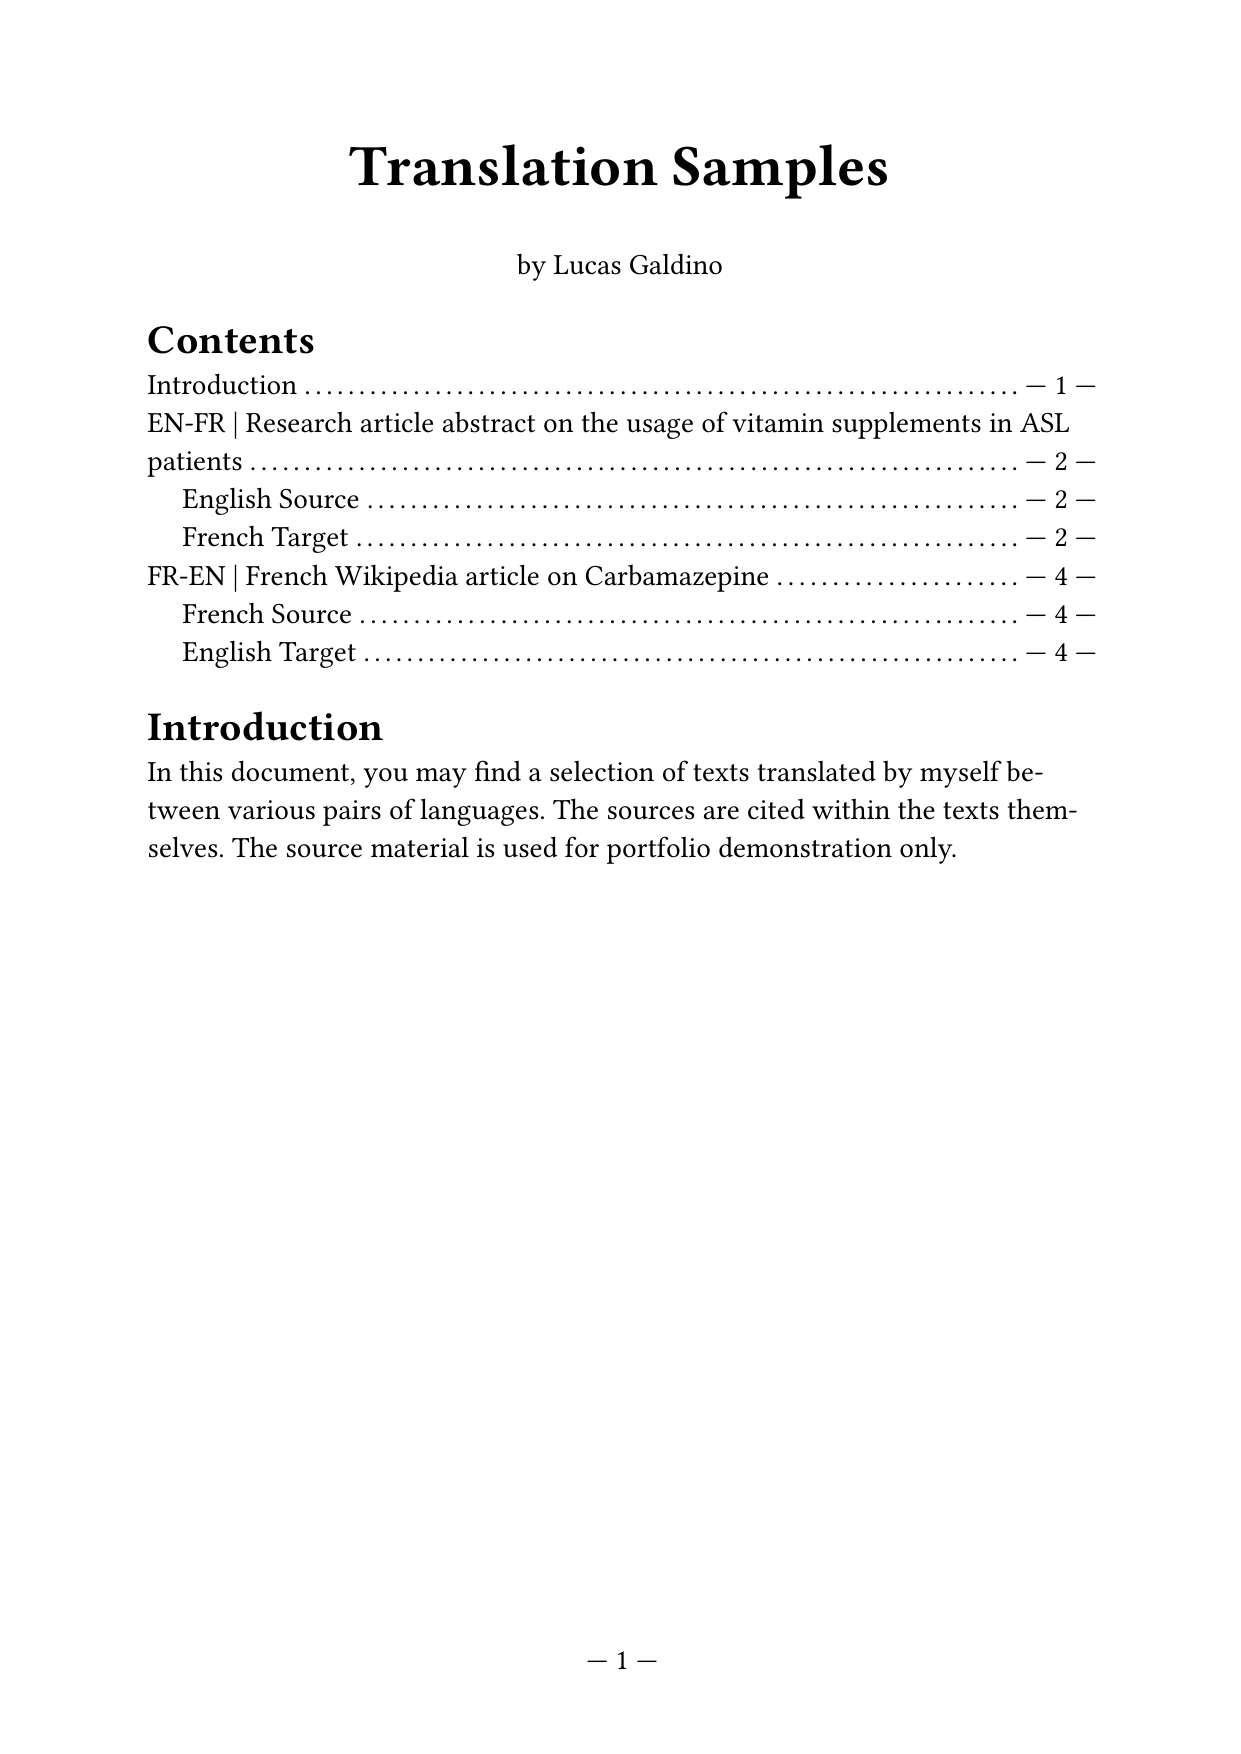 Translation Samples
by Lucas Galdino
Contents
Introduction ................................................................ — 1 —
EN-FR | Research article abstract on the usage of vitamin supplements in ASL
patients ..................................................................... — 2 —
English Source ........................................................... — 2 —
French Target ............................................................ — 2 —
FR-EN | French Wikipedia article on Carbamazepine ...................... — 4 —
French Source ............................................................ — 4 —
English Target ........................................................... — 4 —
Introduction
In this document, you may find a selection of texts translated by myself be-
tween various pairs of languages. The sources are cited within the texts them-
selves. The source material is used for portfolio demonstration only.
— 1 —